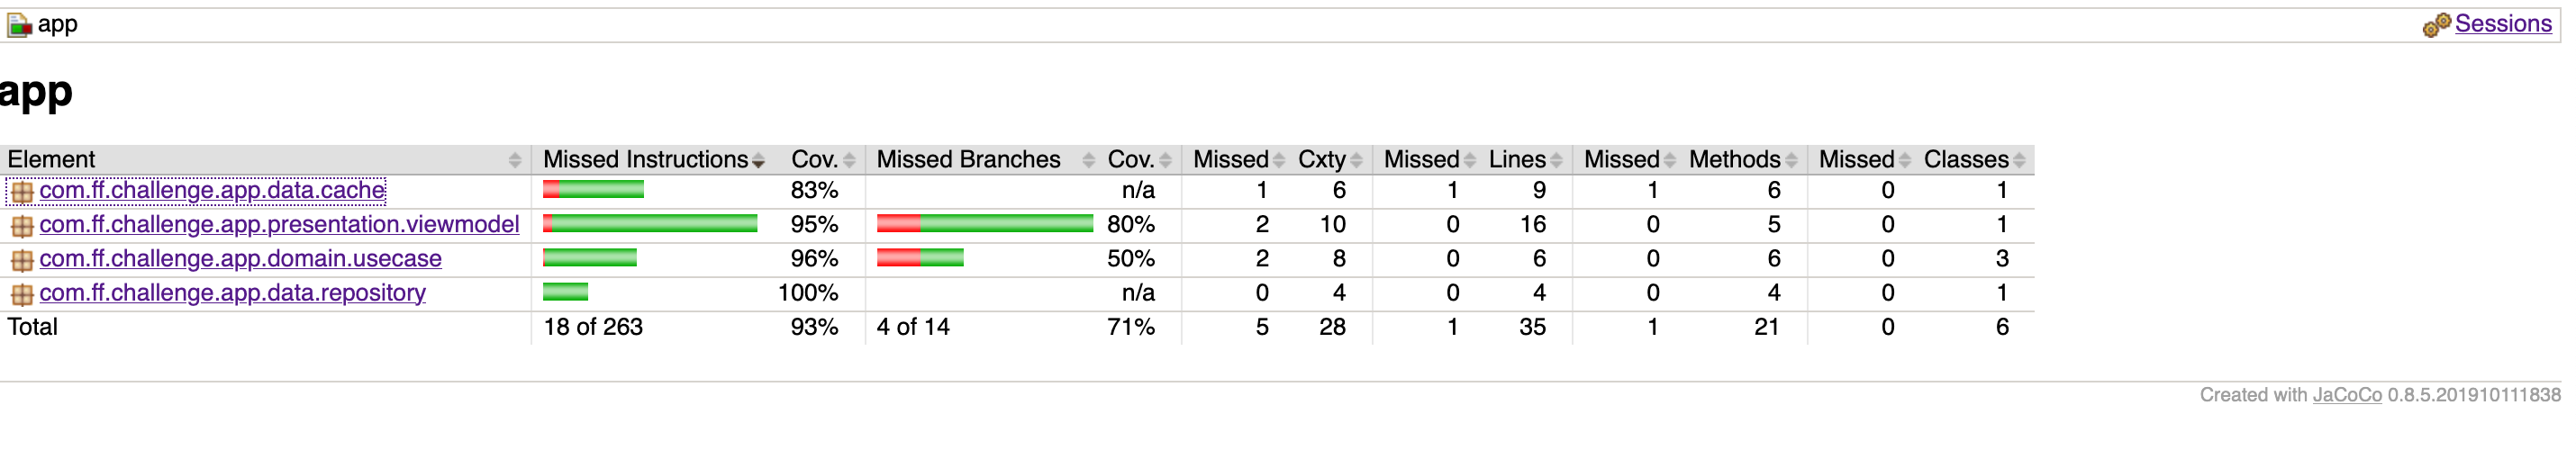 app Sessions
app
Element Missed Instructions Cov. Missed Branches Cov. Missed Cxty Missed Lines Missed Methods Missed Classes
com.ff.challenge.app.data.cache 83% n/a 1 6 1 9 1 6 0 1
com.ff.challenge.app.presentation.viewmodel 95% 80% 2 10 0 16 0 5 0 1
com.ff.challenge.app.domain.usecase 96% 50% 2 8 0 6 0 6 0 3
com.ff.challenge.app.data.repository 100% n/a 0 4 0 4 0 4 0 1
Total 18 of 263 93% 4 of 14 71% 5 28 1 35 1 21 0 6
Created with JaCoCo 0.8.5.201910111838